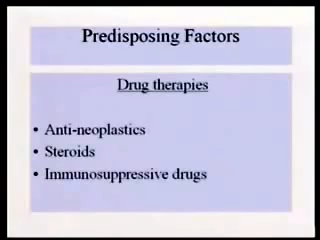 Predisposing Factors
Drug therapies
• Anti-neoplastics
• Steroids
• Immunosuppressive drugs